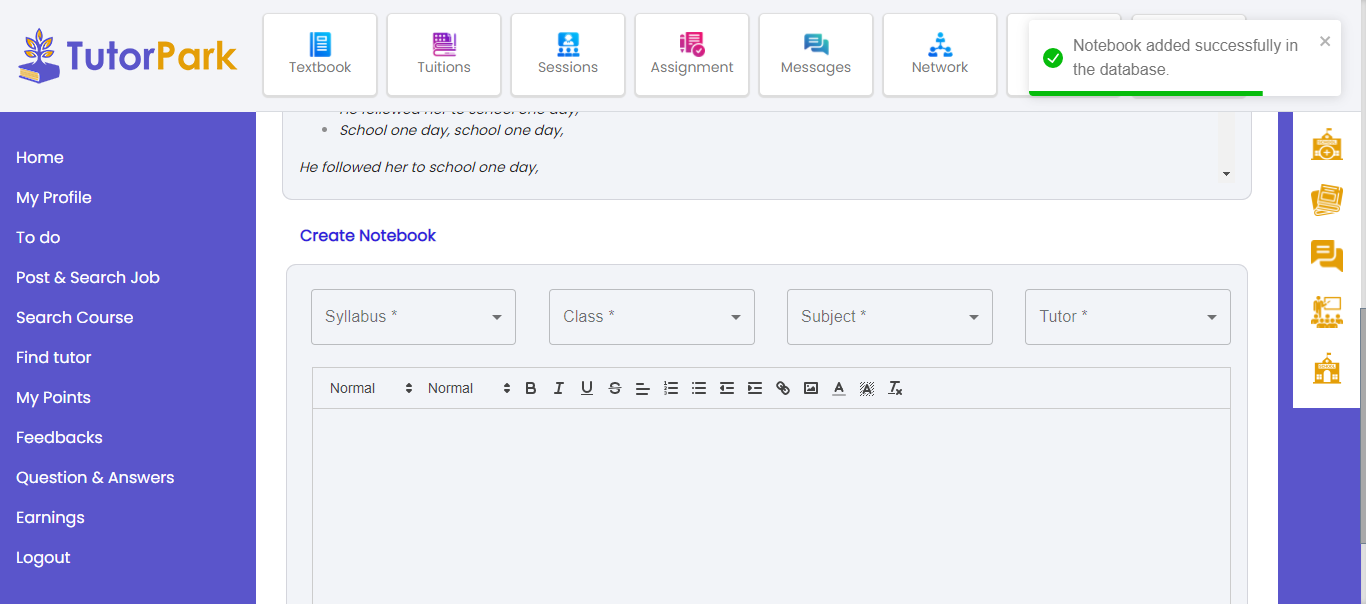 TutorPark
Textbook
Tuitions
Sessions
Assignment
Messages
Network
Notebook added successfully in
the database.
Home
My Profile
To do
Post & Search Job
Search Course
Find tutor
My Points
Feedbacks
Question & Answers
Earnings
Logout
He followed her to school one day,
School one day, school one day,
He followed her to school one day,
Create Notebook
Syllabus *
Class *
Subject *
Tutor *
Normal
Normal